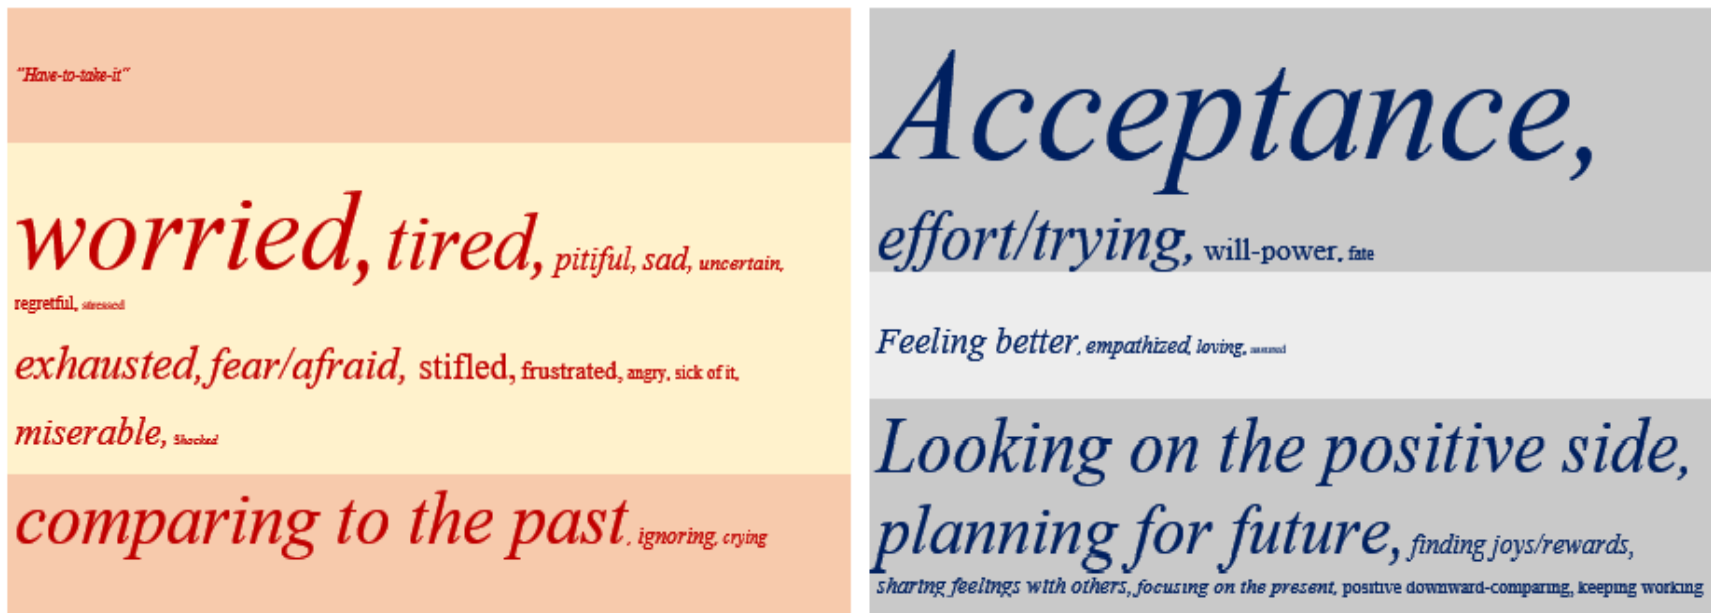 "Have-to-take-it"
worried, tired, pitiful, sad, uncertain,
regretful, stressed
exhausted, fear/afraid, stifled, frustrated, angry, sick of it,
miserable, Shocked
comparing to the past, ignoring, crying
Acceptance,
effort/trying, will-power, fate
Feeling better, empathized, loving,
Looking on the positive side,
planning for future, finding joys/rewards,
sharing feelings with others, focusing on the present, positive downward-comparing, keeping working